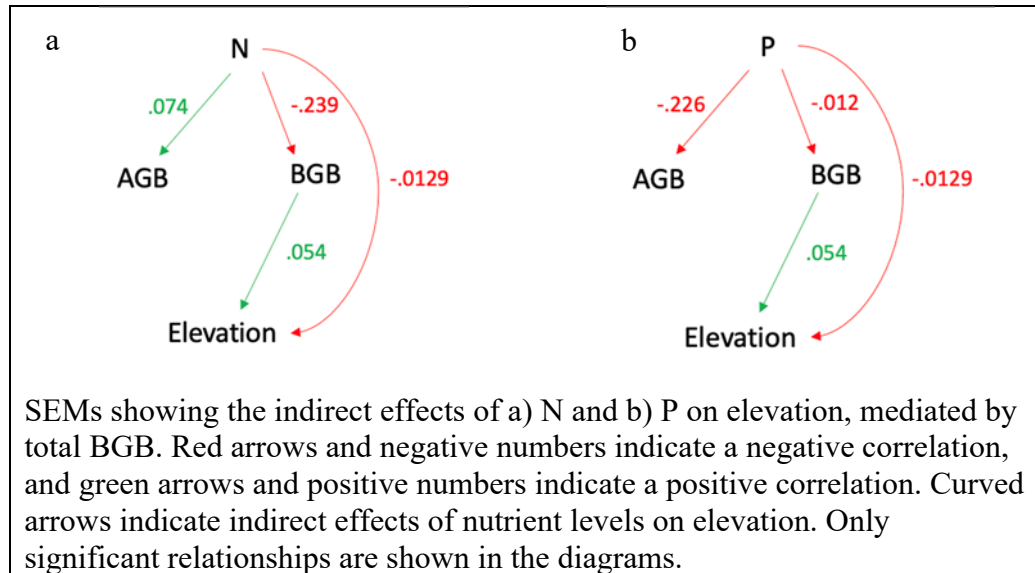 a
N
.074
-.239
AGB
BGB
-.0129
.054
Elevation
b
P
-.226
-.012
AGB
BGB
-.0129
.054
Elevation
SEMs showing the indirect effects of a) N and b) P on elevation, mediated by
total BGB. Red arrows and negative numbers indicate a negative correlation,
and green arrows and positive numbers indicate a positive correlation. Curved
arrows indicate indirect effects of nutrient levels on elevation. Only
significant relationships are shown in the diagrams.